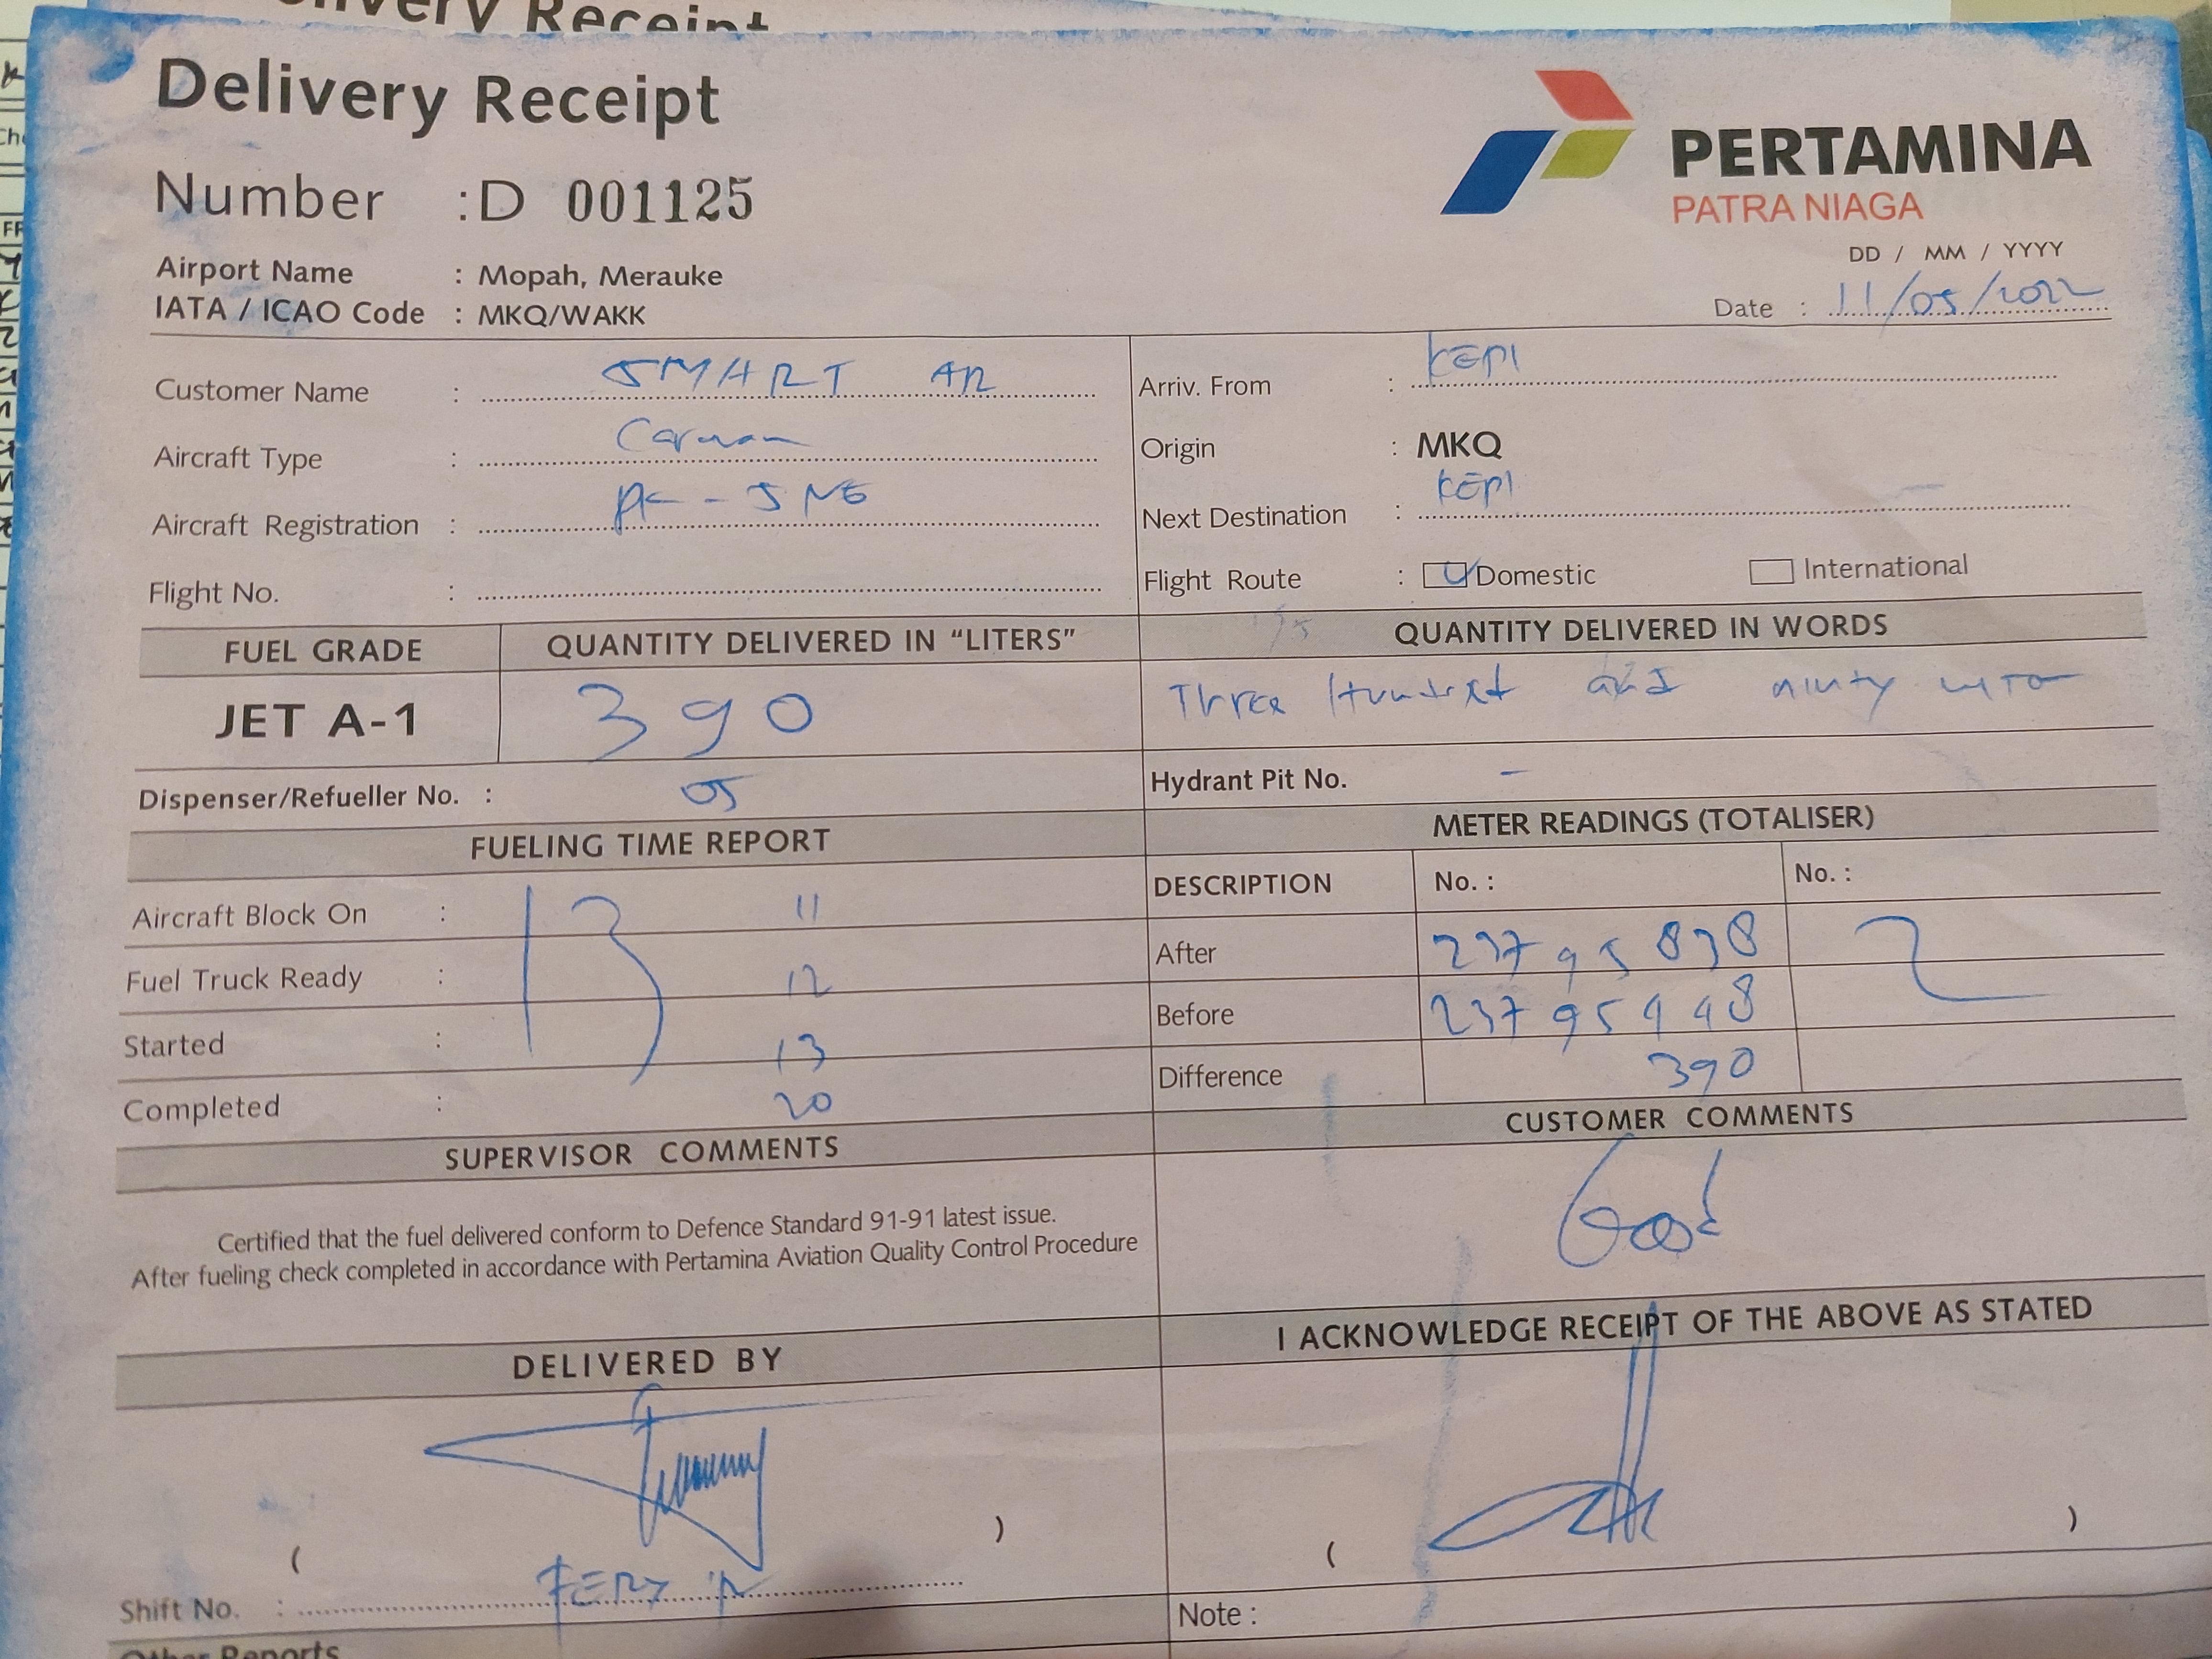 Delivery Receipt
Delivery Receipt
Number : D 001125
PERTAMINA
PATRA NIAGA
Airport Name : Mopah, Merauke
IATA / ICAO Code : MKQ/WAKK
DD / MM / YYYY
Date : 11/05/2022
Customer Name : SMART AIR
Aircraft Type : Caravan
Aircraft Registration : PK-SNE
Flight No. :
Arriv. From : KEPI
Origin : MKQ
Next Destination : KEPI
Flight Route : Domestic International
FUEL GRADE QUANTITY DELIVERED IN "LITERS" QUANTITY DELIVERED IN WORDS
JET A-1 390 Three Hundred and ninty
Dispenser/Refueller No. : 05 Hydrant Pit No. -
FUELING TIME REPORT
Aircraft Block On : 13 11
Fuel Truck Ready : 12
Started : 13
Completed : 20
METER READINGS (TOTALISER)
DESCRIPTION No. : No. :
After 23795838
Before 23795448
Difference 390
SUPERVISOR COMMENTS
Certified that the fuel delivered conform to Defence Standard 91-91 latest issue.
After fueling check completed in accordance with Pertamina Aviation Quality Control Procedure
CUSTOMER COMMENTS
Good
DELIVERED BY
I ACKNOWLEDGE RECEIPT OF THE ABOVE AS STATED
( )
( )
Shift No. : FERY
Note :
Other Reports